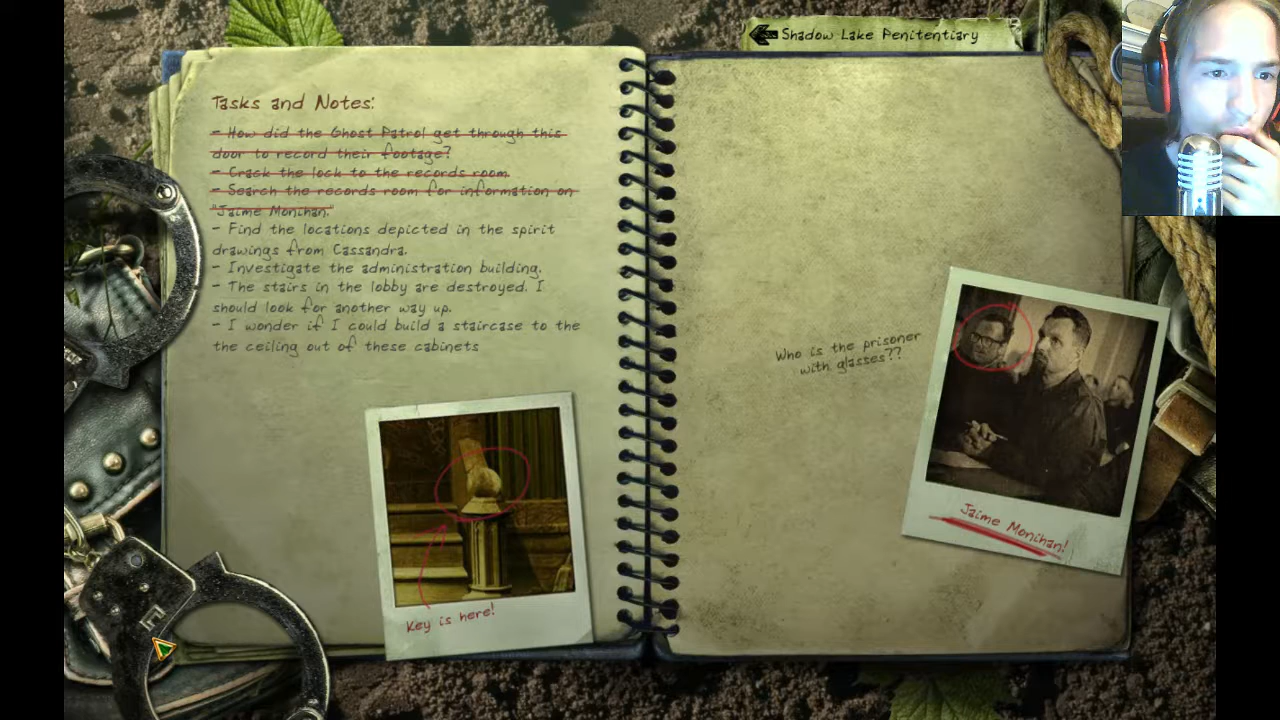 Shadow Lake Penitentiary
Tasks and Notes:
- How did the Ghost Patrol get through this
door to record their footage?
- Crack the lock to the records room.
- Search the records room for information on
"Jaime Monihan."
- Find the locations depicted in the spirit
drawings from Cassandra.
- Investigate the administration building.
- The stairs in the lobby are destroyed. I
should look for another way up.
- I wonder if I could build a staircase to the
the ceiling out of these cabinets
Key is here!
Who is the prisoner
with glasses??
Jaime Monihan!